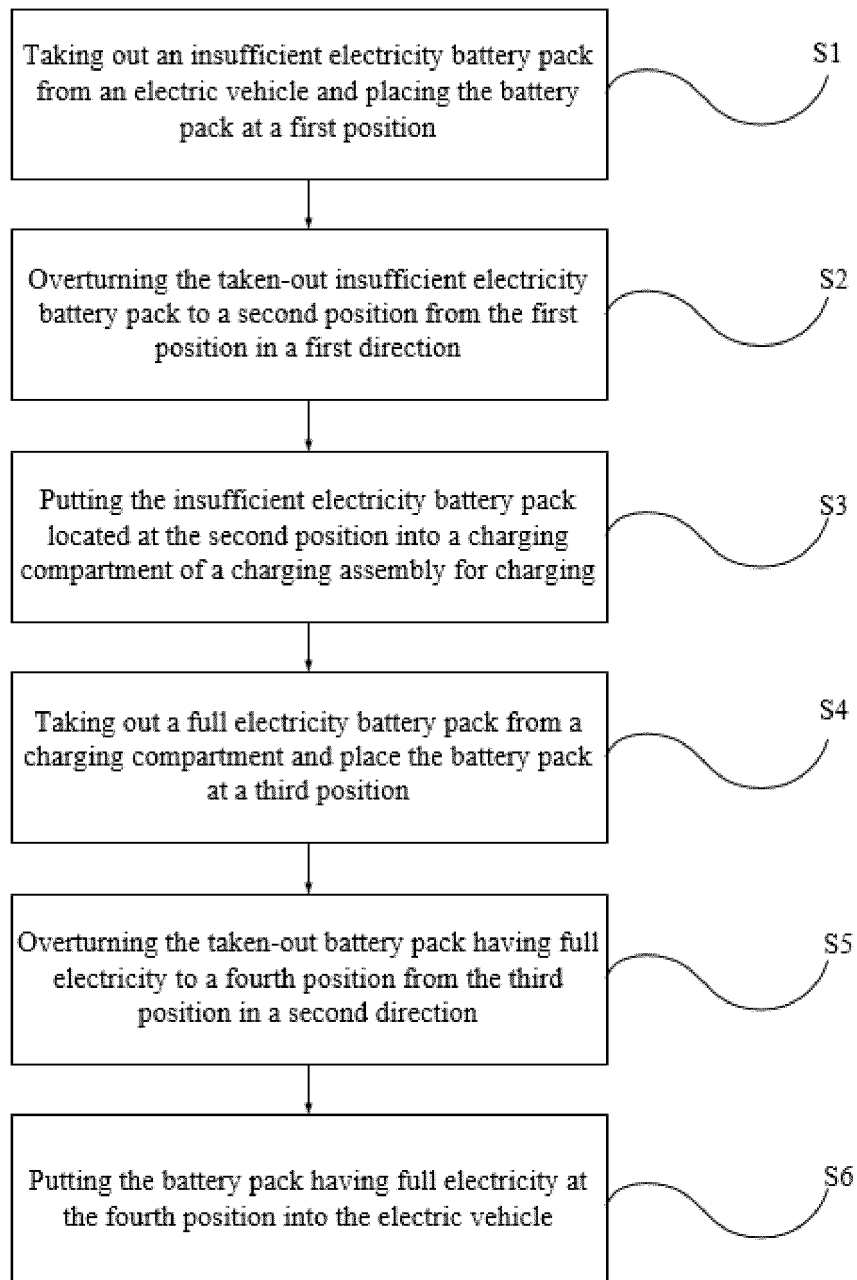 Taking out an insufficient electricity battery pack
from an electric vehicle and placing the battery
pack at a first position
S1
Overturning the taken-out insufficient electricity
battery pack to a second position from the first
position in a first direction
S2
Putting the insufficient electricity battery pack
located at the second position into a charging
compartment of a charging assembly for charging
S3
Taking out a full electricity battery pack from a
charging compartment and place the battery pack
at a third position
S4
Overturning the taken-out battery pack having full
electricity to a fourth position from the third
position in a second direction
S5
Putting the battery pack having full electricity at
the fourth position into the electric vehicle
S6